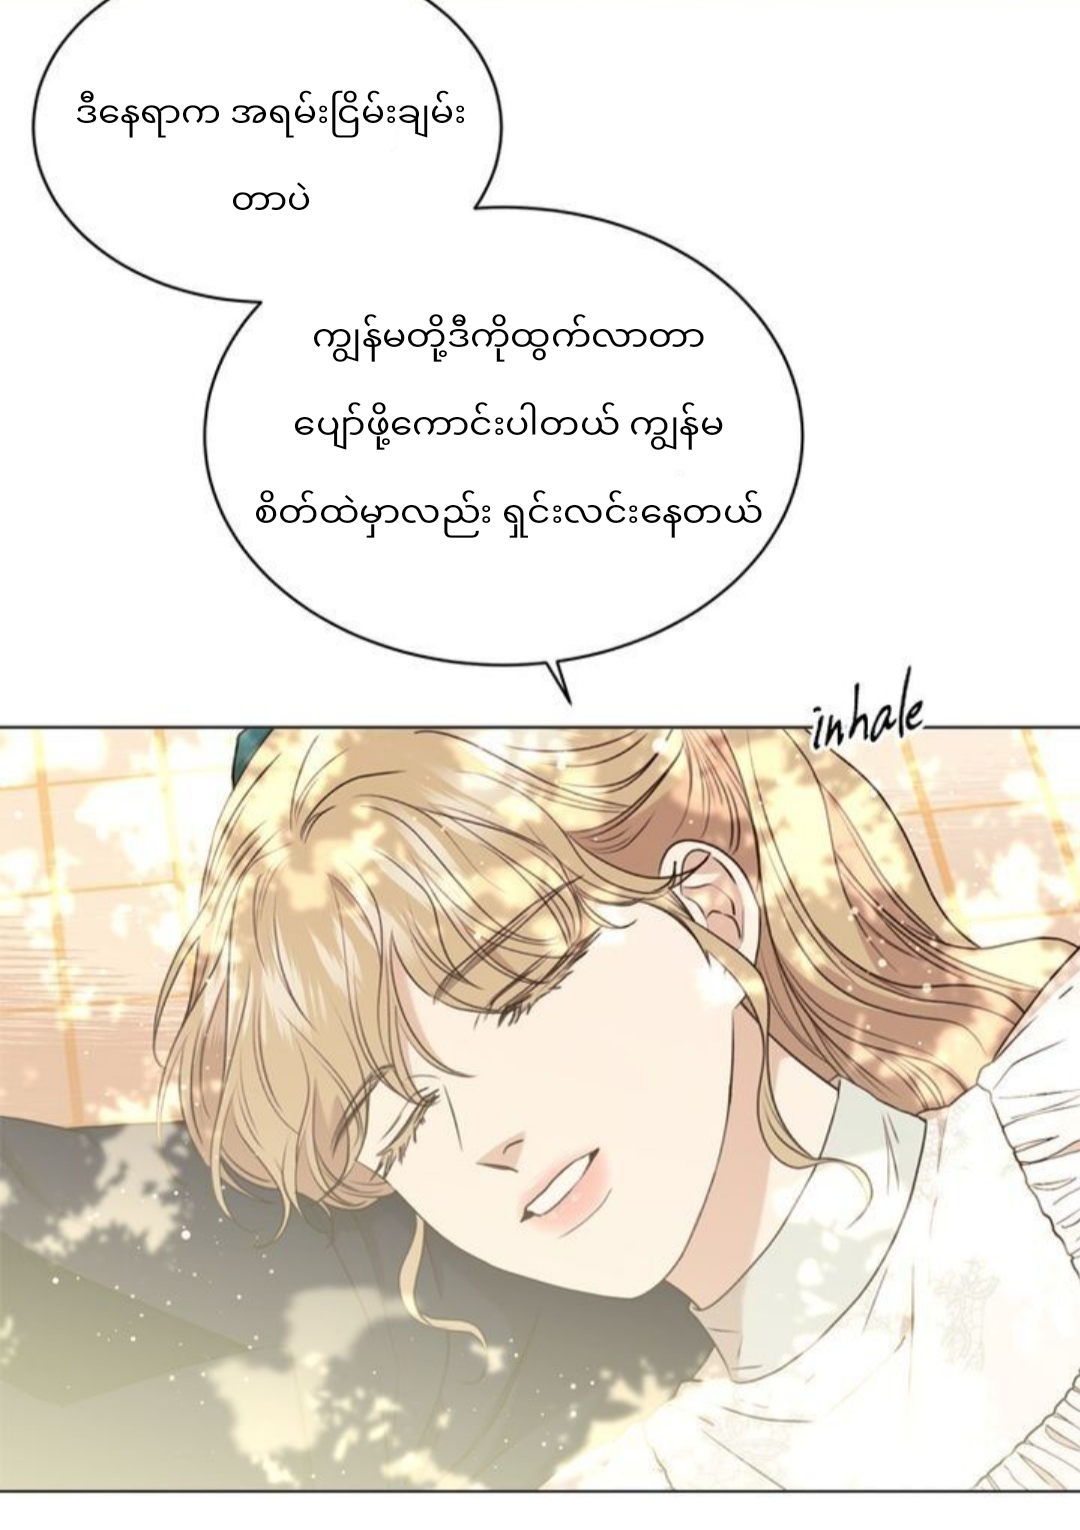 ဒီနေရာက အရမ်းငြိမ်းချမ်း
တာပဲ
ကျွန်မတို့ဒီကိုထွက်လာတာ
ပျော်ဖို့ကောင်းပါတယ် ကျွန်မ
စိတ်ထဲမှာလည်း ရှင်းလင်းနေတယ်
inhale